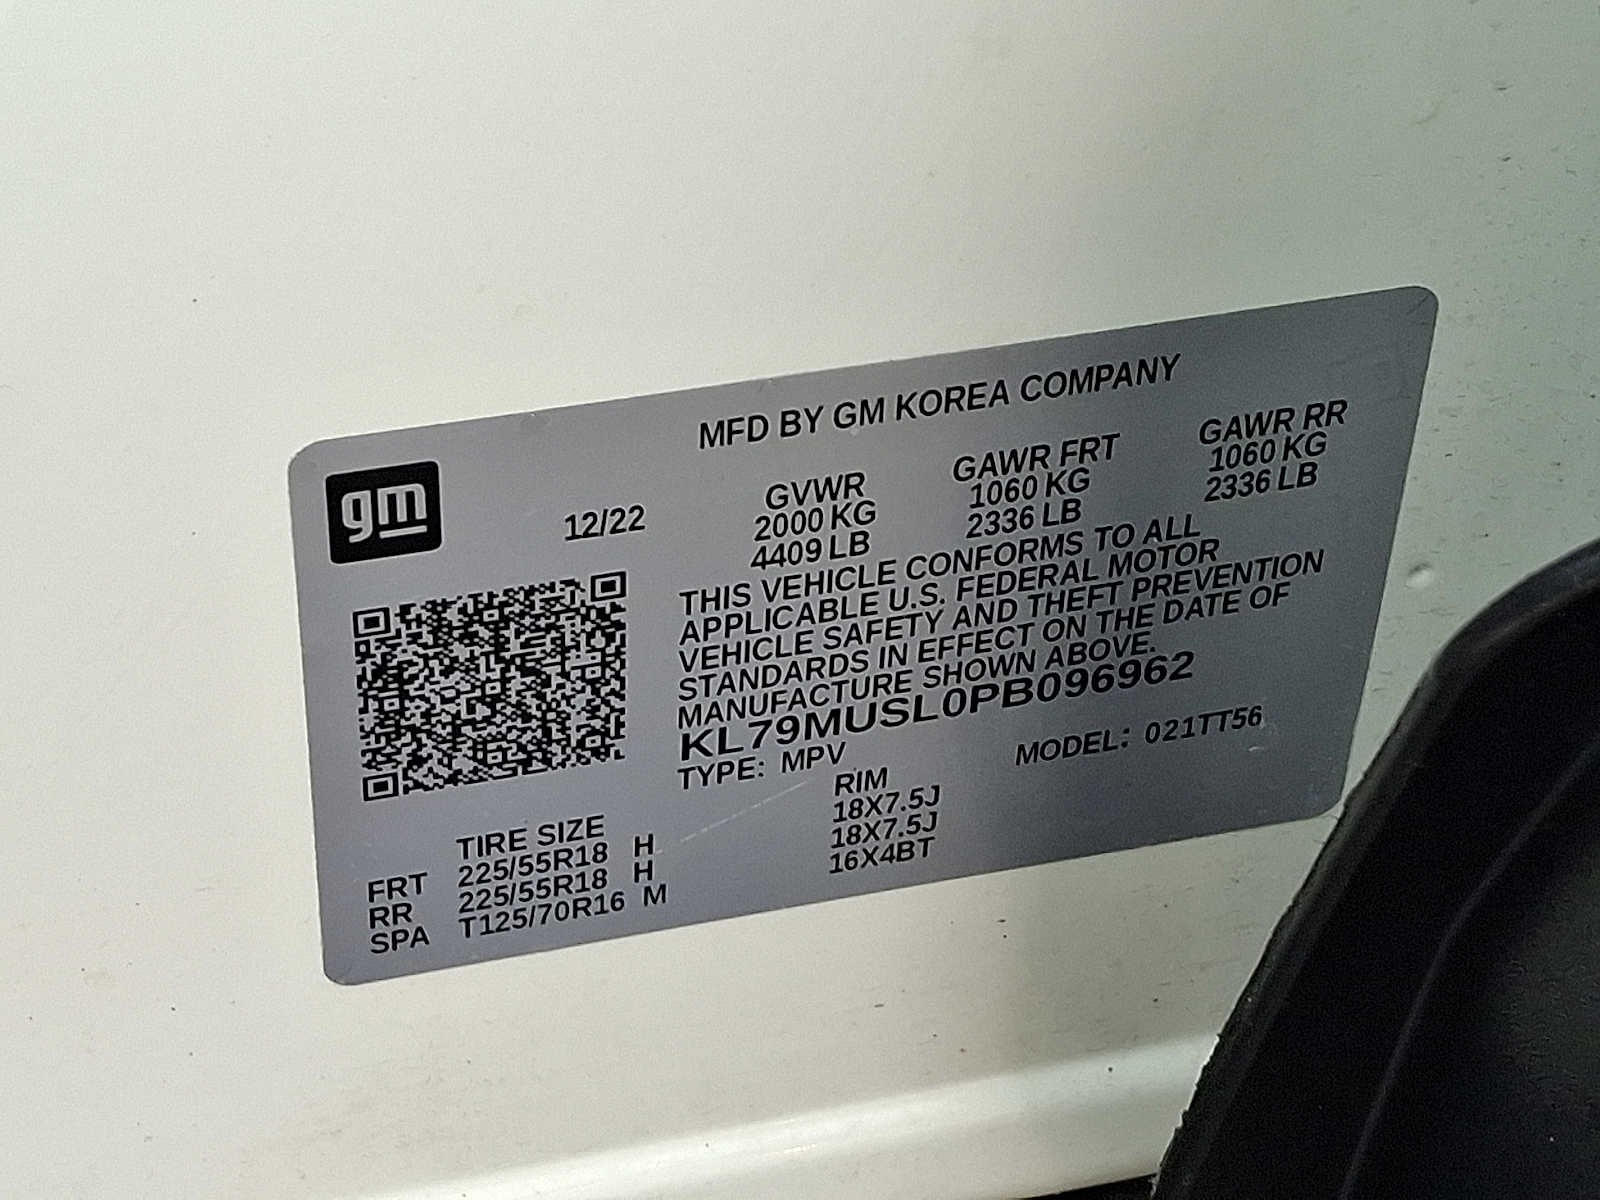 MFD BY GM KOREA COMPANY
gm
12/22
GVWR GAWR FRT GAWR RR
2000 KG 1060 KG 1060 KG
4409 LB 2336 LB 2336 LB
THIS VEHICLE CONFORMS TO ALL
APPLICABLE U.S. FEDERAL MOTOR
VEHICLE SAFETY AND THEFT PREVENTION
STANDARDS IN EFFECT ON THE DATE OF
MANUFACTURE SHOWN ABOVE.
KL79MUSL0PB096962
TYPE: MPV MODEL: 021TT56
TIRE SIZE RIM
FRT 225/55R18 H 18X7.5J
RR 225/55R18 H 18X7.5J
SPA T125/70R16 M 16X4BT